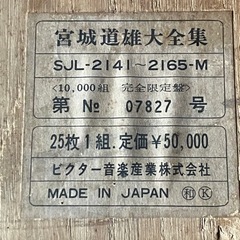 宮城道雄大全集
SJL-2141～2165-M
〈10,000組 完全限定盤〉
第 № 07827 号
25枚1組.定価¥50,000
ビクター音楽産業株式会社
MADE IN JAPAN ㊒Ⓚ